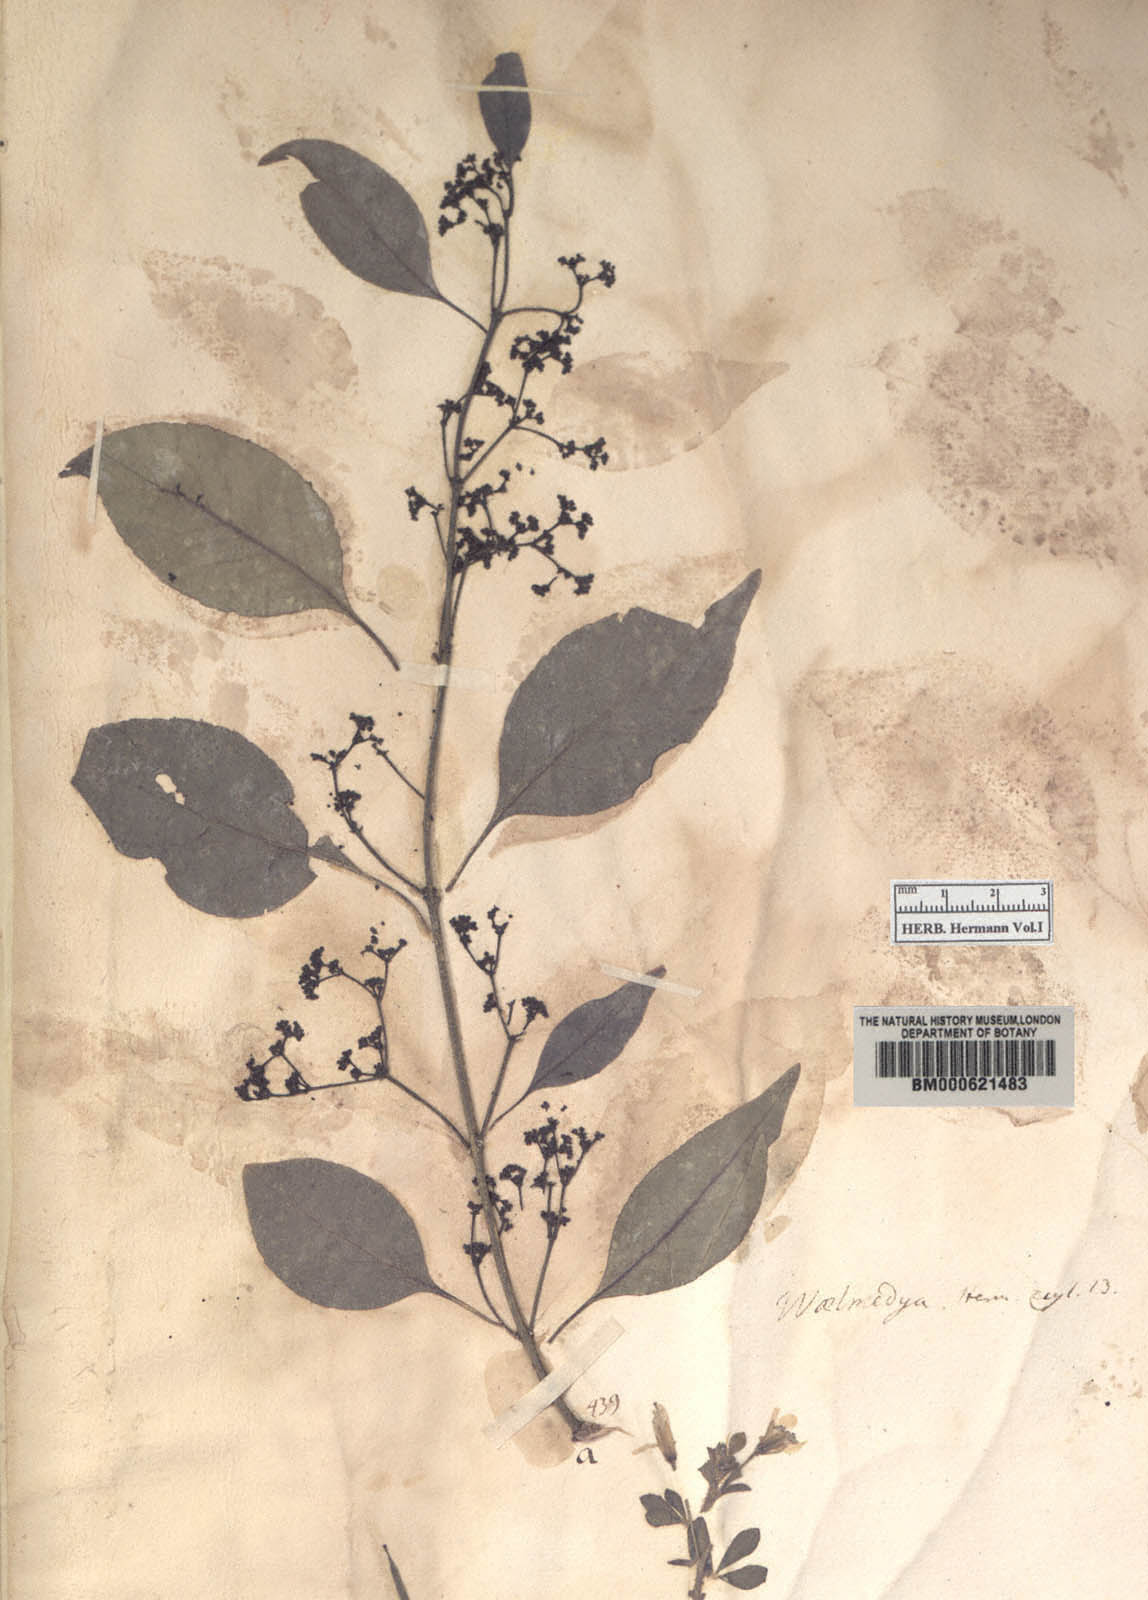 mm 1 2 3
HERB. Hermann Vol.I
THE NATURAL HISTORY MUSEUM,LONDON
DEPARTMENT OF BOTANY
BM000621483
Wælmedya. Herm. zeyl. 13.
439
a